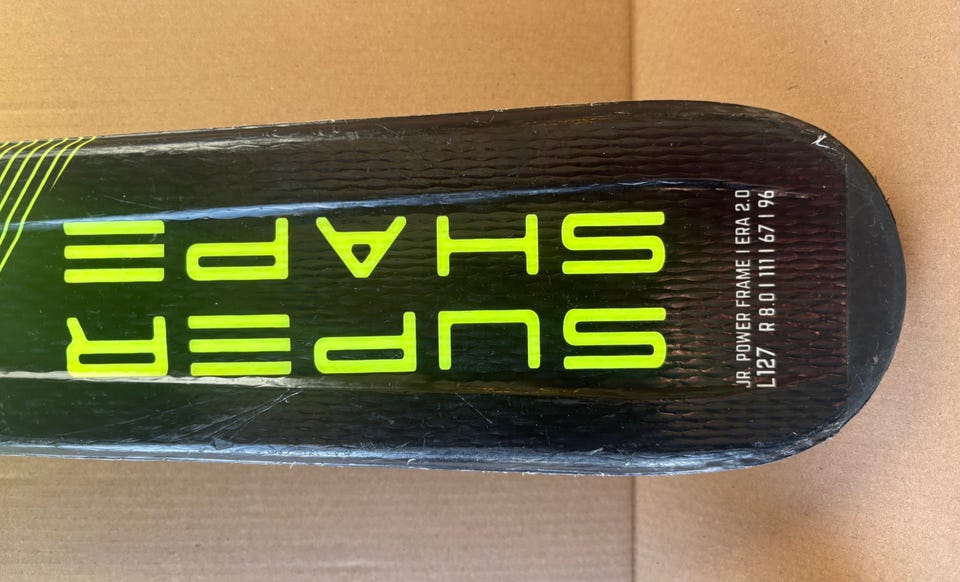 SUPER
SHAPE
JR. POWER FRAME | ERA 2.0
L127 R 8.0 | 111 | 67 | 96